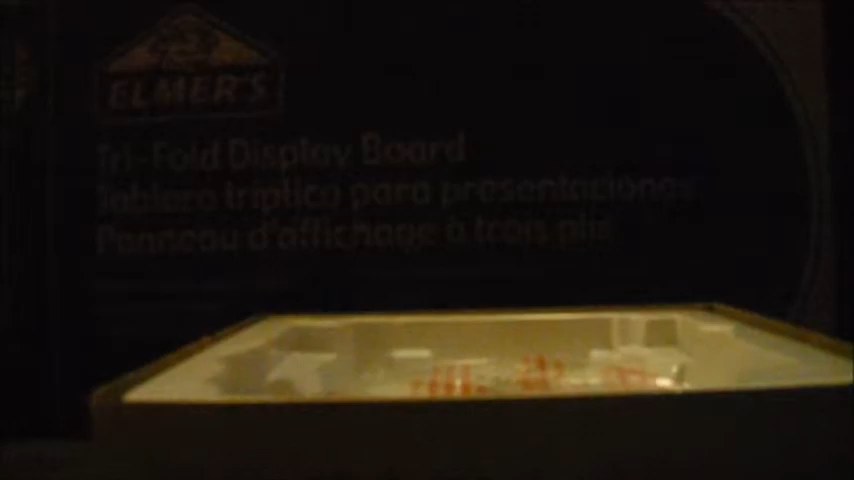 ELMER'S
Tri-Fold Display Board
Tablero tríptico para presentaciones
Panneau d'affichage à trois plis